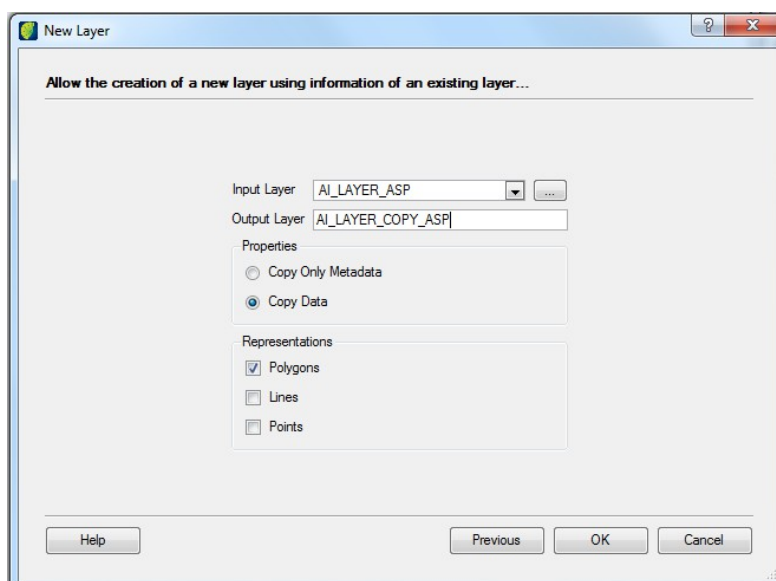 New Layer
Allow the creation of a new layer using information of an existing layer...
Input Layer AI_LAYER_ASP ...
Output Layer AI_LAYER_COPY_ASP
Properties
Copy Only Metadata
Copy Data
Representations
Polygons
Lines
Points
Help Previous OK Cancel